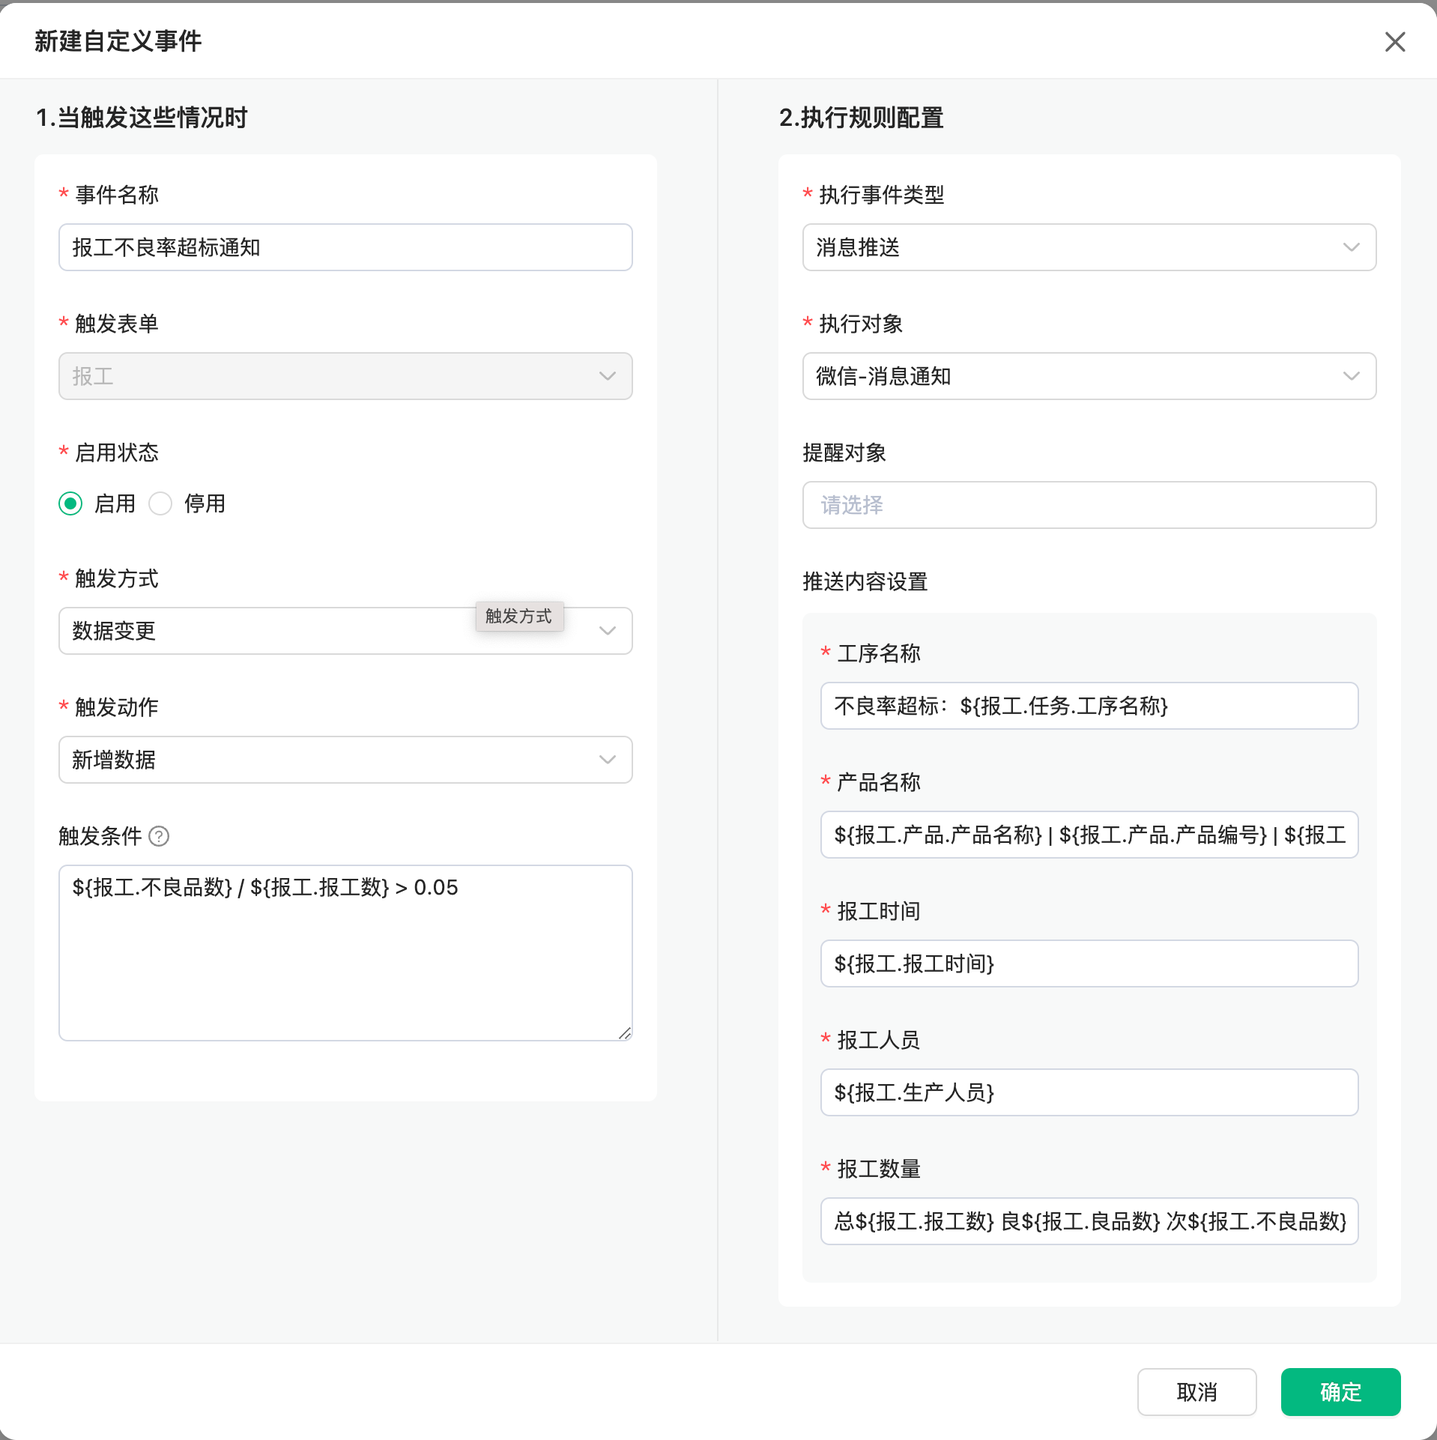 新建自定义事件
1.当触发这些情况时
* 事件名称
报工不良率超标通知
* 触发表单
报工
* 启用状态
启用 停用
* 触发方式
数据变更
触发方式
* 触发动作
新增数据
触发条件 ?
${报工.不良品数} / ${报工.报工数} > 0.05
2.执行规则配置
* 执行事件类型
消息推送
* 执行对象
微信-消息通知
提醒对象
请选择
推送内容设置
* 工序名称
不良率超标：${报工.任务.工序名称}
* 产品名称
${报工.产品.产品名称} | ${报工.产品.产品编号} | ${报工
* 报工时间
${报工.报工时间}
* 报工人员
${报工.生产人员}
* 报工数量
总${报工.报工数} 良${报工.良品数} 次${报工.不良品数}
取消
确定